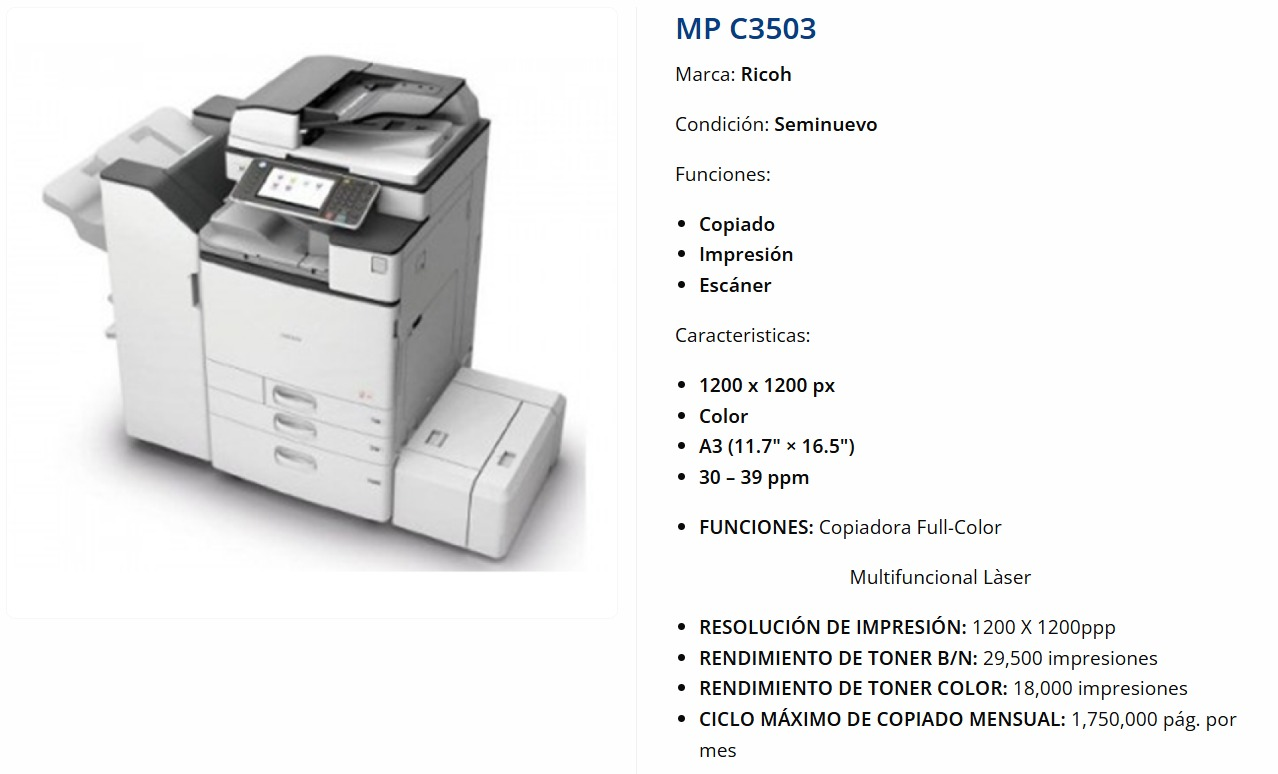 MP C3503
Marca: Ricoh
Condición: Seminuevo
Funciones:
Copiado
Impresión
Escáner
Caracteristicas:
1200 x 1200 px
Color
A3 (11.7" × 16.5")
30 – 39 ppm
FUNCIONES: Copiadora Full-Color
Multifuncional Làser
RESOLUCIÓN DE IMPRESIÓN: 1200 X 1200ppp
RENDIMIENTO DE TONER B/N: 29,500 impresiones
RENDIMIENTO DE TONER COLOR: 18,000 impresiones
CICLO MÁXIMO DE COPIADO MENSUAL: 1,750,000 pág. por
mes